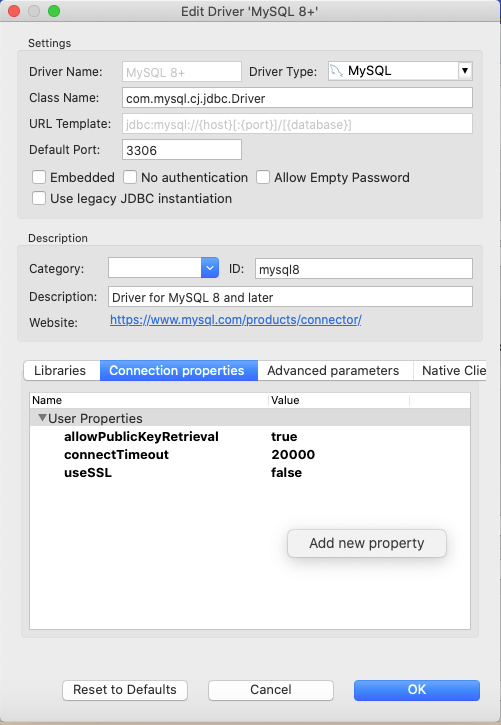 Edit Driver 'MySQL 8+'
Settings
Driver Name: MySQL 8+ Driver Type: MySQL
Class Name: com.mysql.cj.jdbc.Driver
URL Template: jdbc:mysql://{host}[:{port}]/[{database}]
Default Port: 3306
Embedded No authentication Allow Empty Password
Use legacy JDBC instantiation
Description
Category: ID: mysql8
Description: Driver for MySQL 8 and later
Website: https://www.mysql.com/products/connector/
Libraries Connection properties Advanced parameters Native Clie
Name Value
User Properties
allowPublicKeyRetrieval true
connectTimeout 20000
useSSL false
Add new property
Reset to Defaults Cancel OK